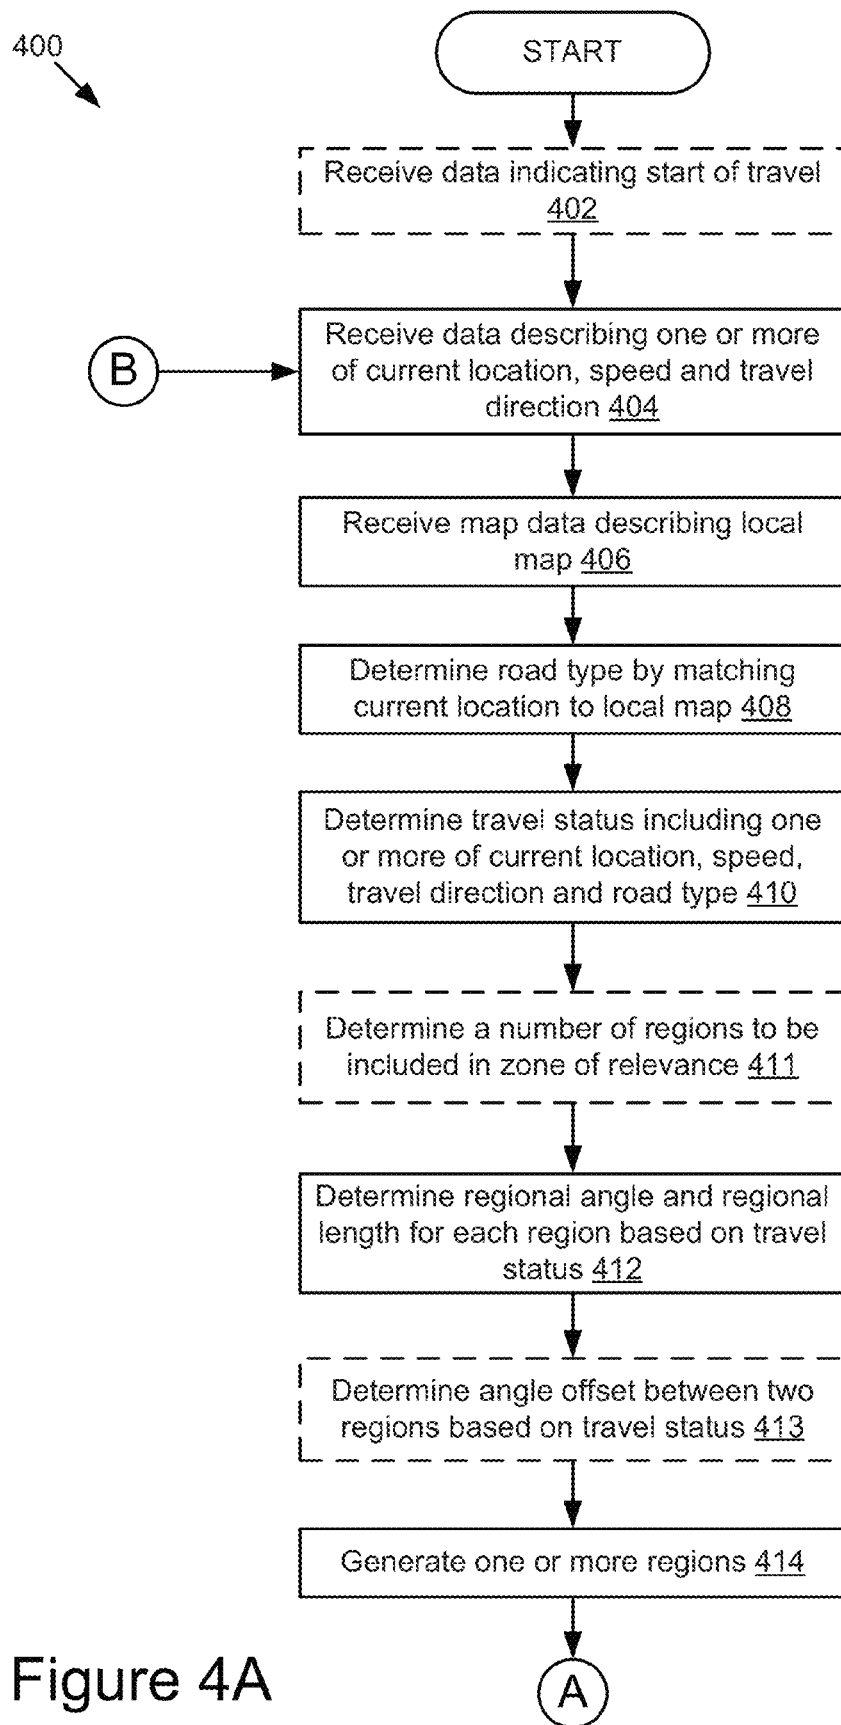 400
START
Receive data indicating start of travel
402
B
Receive data describing one or more
of current location, speed and travel
direction 404
Receive map data describing local
map 406
Determine road type by matching
current location to local map 408
Determine travel status including one
or more of current location, speed,
travel direction and road type 410
Determine a number of regions to be
included in zone of relevance 411
Determine regional angle and regional
length for each region based on travel
status 412
Determine angle offset between two
regions based on travel status 413
Generate one or more regions 414
Figure 4A
A